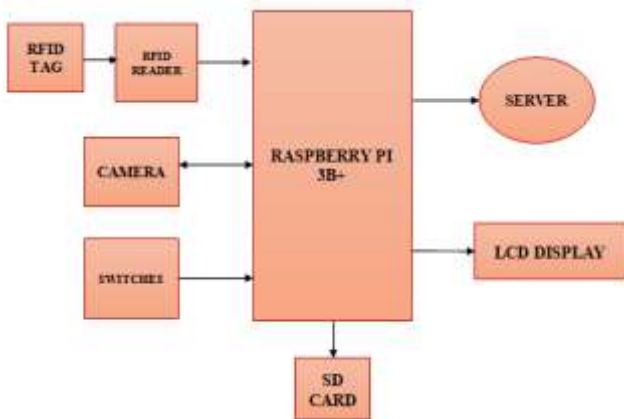 RFID
TAG
RFID
READER
CAMERA
SWITCHES
RASPBERRY PI
3B+
SERVER
LCD DISPLAY
SD
CARD